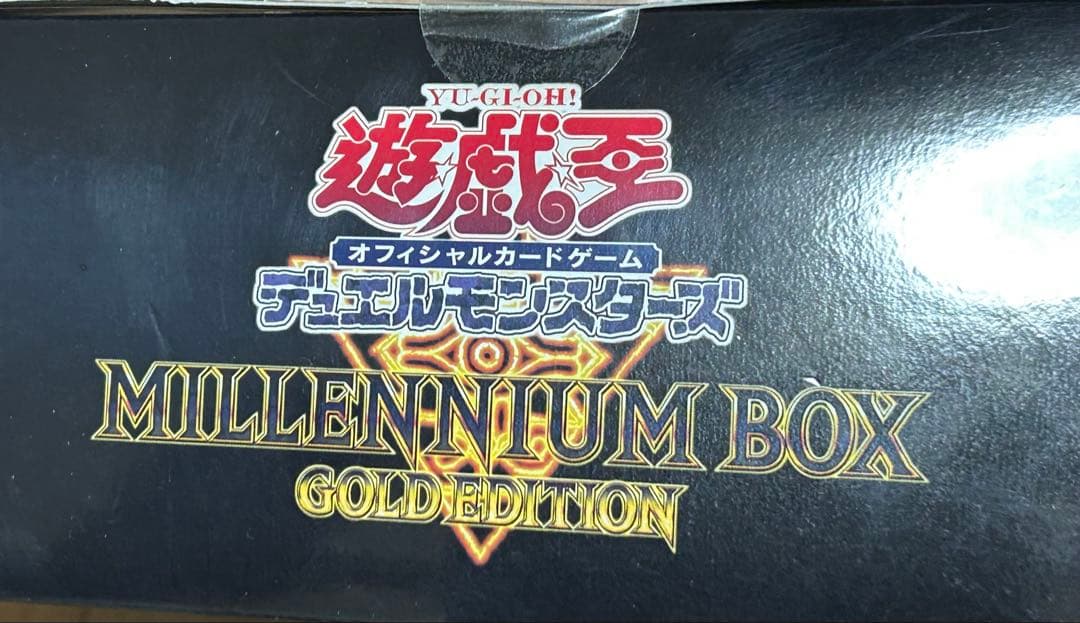 YU-GI-OH!
遊☆戯☆王
オフィシャルカードゲーム
デュエルモンスターズ
MILLENNIUM BOX
GOLD EDITION